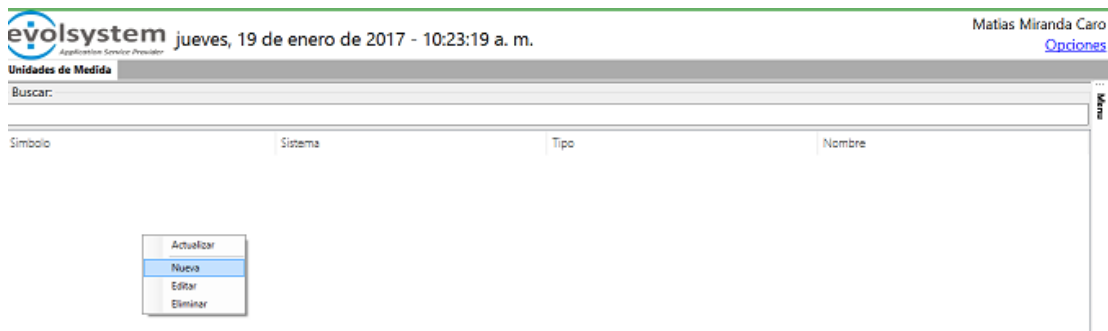 evolsystem
Application Service Provider
jueves, 19 de enero de 2017 - 10:23:19 a. m.
Matias Miranda Caro
Opciones
Unidades de Medida
Buscar:
Menu
Simbolo Sistema Tipo Nombre
Actualizar
Nueva
Editar
Eliminar